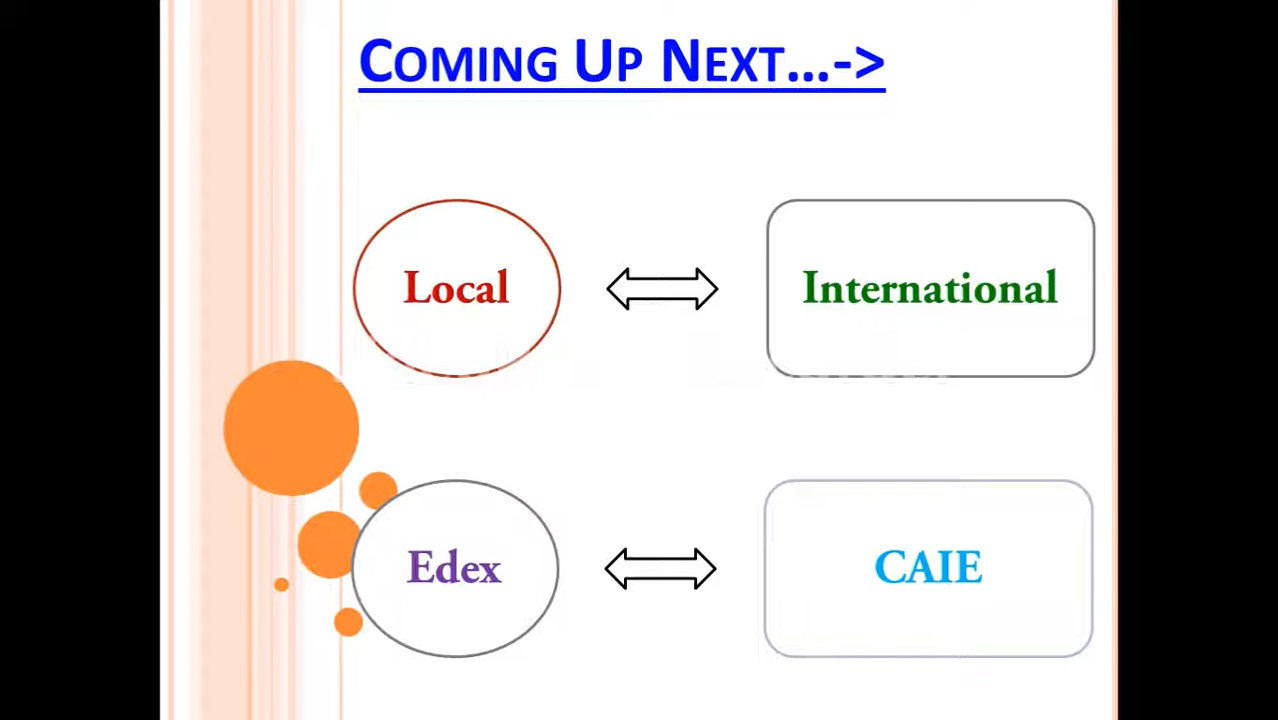 Coming Up Next...->
Local
International
Edex
CAIE